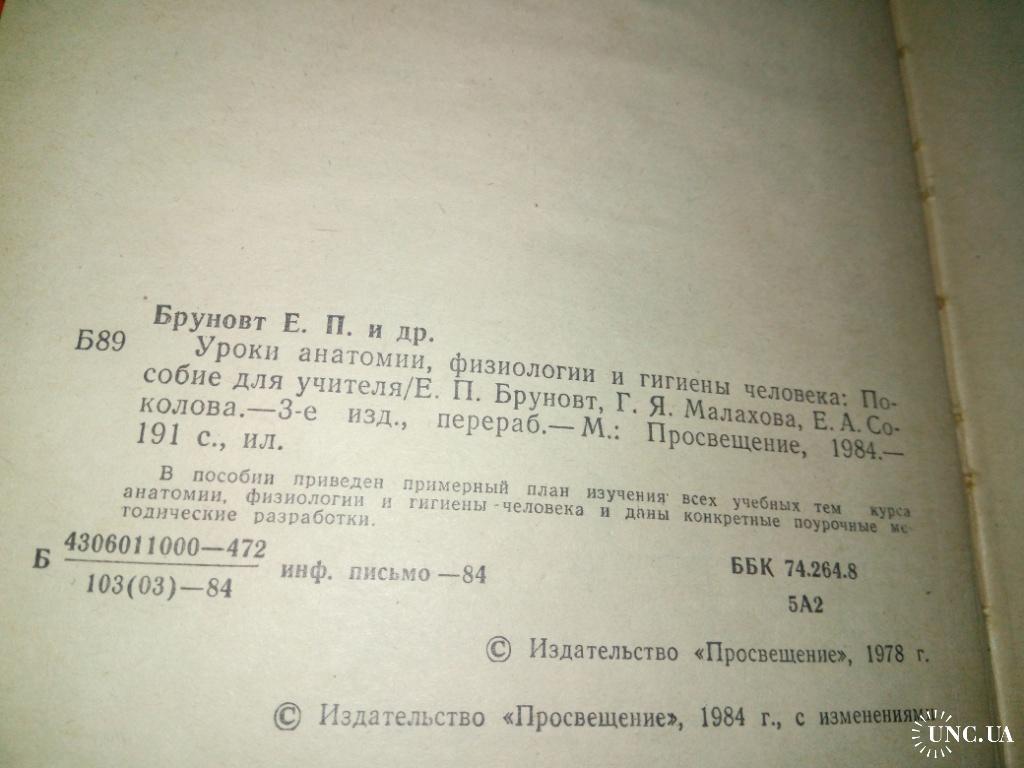 Бруновт Е. П. и др.
Б89
Уроки анатомии, физиологии и гигиены человека: По-
собие для учителя/Е. П. Бруновт, Г. Я. Малахова, Е. А. Со-
колова.—3-е изд., перераб.— М.: Просвещение, 1984.—
191 с., ил.
В пособии приведен примерный план изучения всех учебных тем курса
анатомии, физиологии и гигиены человека и даны конкретные поурочные ме-
тодические разработки.
Б 4306011000—472
103(03)—84
инф. письмо —84
ББК 74.264.8
5А2
© Издательство «Просвещение», 1978 г.
© Издательство «Просвещение», 1984 г., с изменениями
UNC.UA